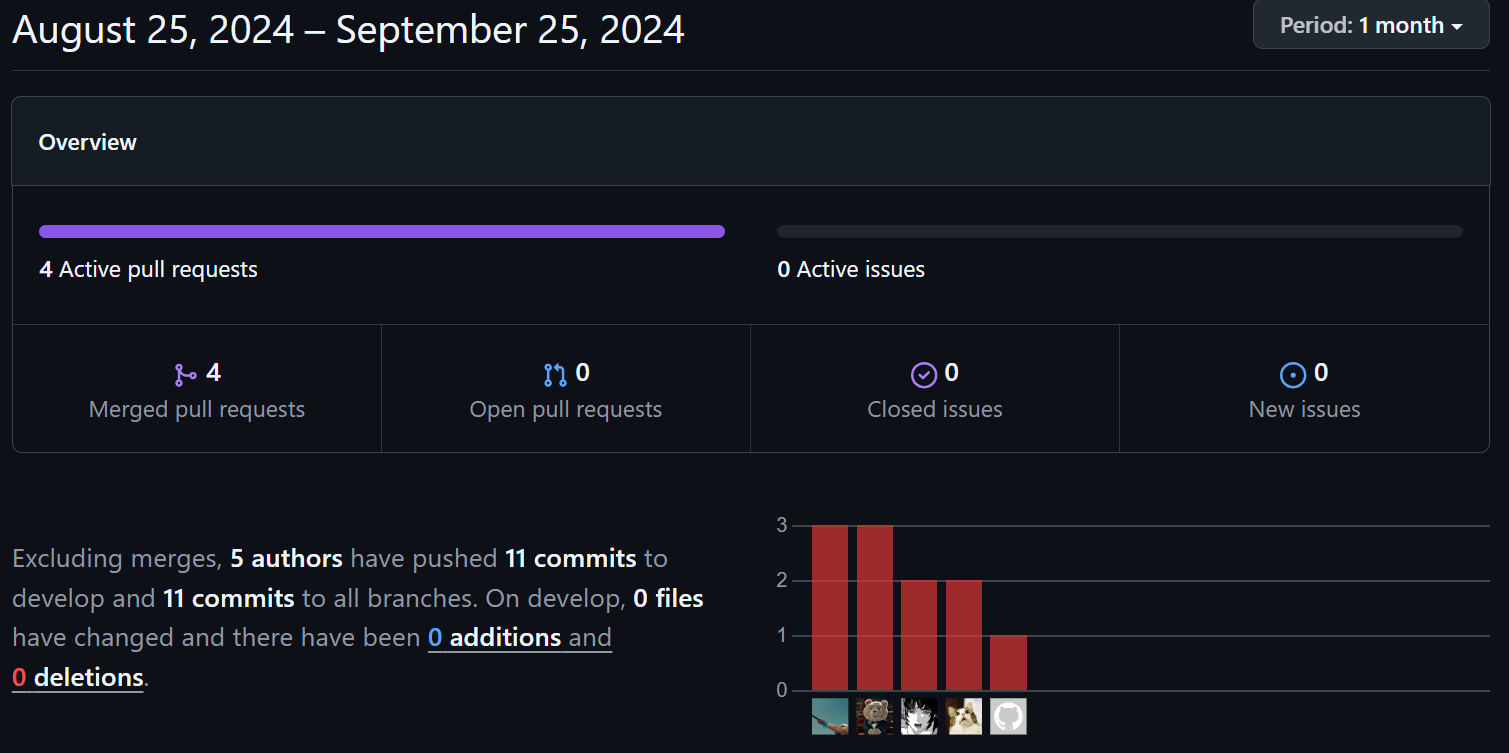 August 25, 2024 – September 25, 2024
Period: 1 month
Overview
4 Active pull requests
0 Active issues
4
Merged pull requests
0
Open pull requests
0
Closed issues
0
New issues
Excluding merges, 5 authors have pushed 11 commits to
develop and 11 commits to all branches. On develop, 0 files
have changed and there have been 0 additions and
0 deletions.
3
2
1
0